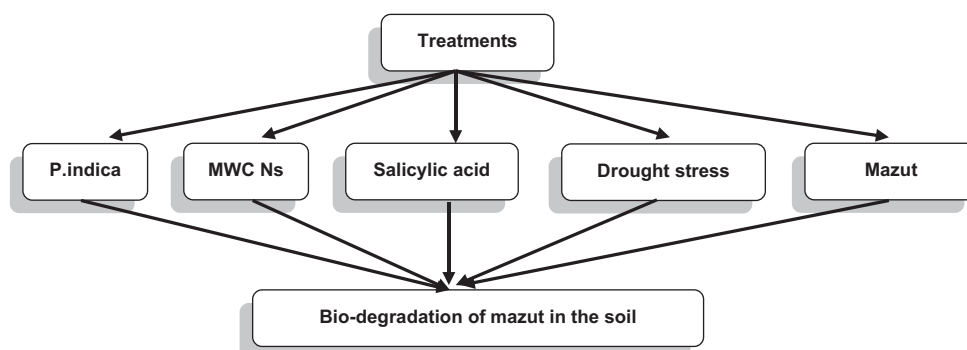 Treatments
P.indica
MWC Ns
Salicylic acid
Drought stress
Mazut
Bio-degradation of mazut in the soil